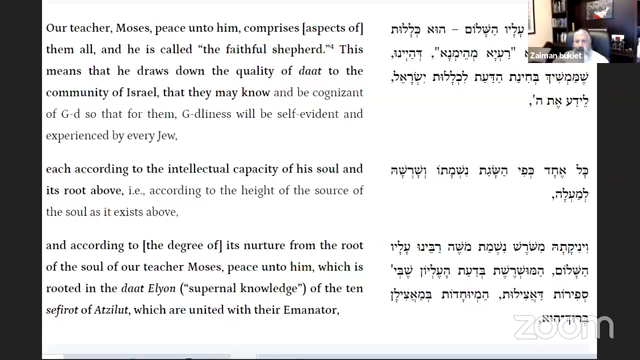 Our teacher, Moses, peace unto him, comprises [aspects of]
them all, and he is called “the faithful shepherd.”4 This
means that he draws down the quality of daat to the
community of Israel, that they may know and be cognizant
of G-d so that for them, G-dliness will be self-evident and
experienced by every Jew,
each according to the intellectual capacity of his soul and
its root above, i.e., according to the height of the source of
the soul as it exists above,
and according to [the degree of] its nurture from the root
of the soul of our teacher Moses, peace unto him, which is
rooted in the daat Elyon (“supernal knowledge”) of the ten
sefirot of Atzilut, which are united with their Emanator,
עָלָיו הַשָּׁלוֹם – הוּא כְּלָלוּת
"רַעְיָא מְהֵימְנָא", דְּהַיְינוּ,
שֶׁמַּמְשִׁיךְ בְּחִינַת הַדַּעַת לִכְלָלוּת יִשְׂרָאֵל,
לֵידַע אֶת ה',
כָּל אֶחָד כְּפִי הַשָּׂגַת נִשְׁמָתוֹ וְשָׁרְשָׁהּ
לְמַעְלָה,
וִינִיקָתָהּ מִשֹּׁרֶשׁ נִשְׁמַת מֹשֶׁה רַבֵּינוּ עָלָיו
הַשָּׁלוֹם, הַמּוּשְׁרֶשֶׁת בְּדַעַת הָעֶלְיוֹן שֶׁבְּי'
סְפִירוֹת דַּאֲצִילוּת, הַמְיוּחָדוֹת בְּמַאֲצִילָן
בָּרוּךְ־הוּא,
Zalman Bukiet
zoom